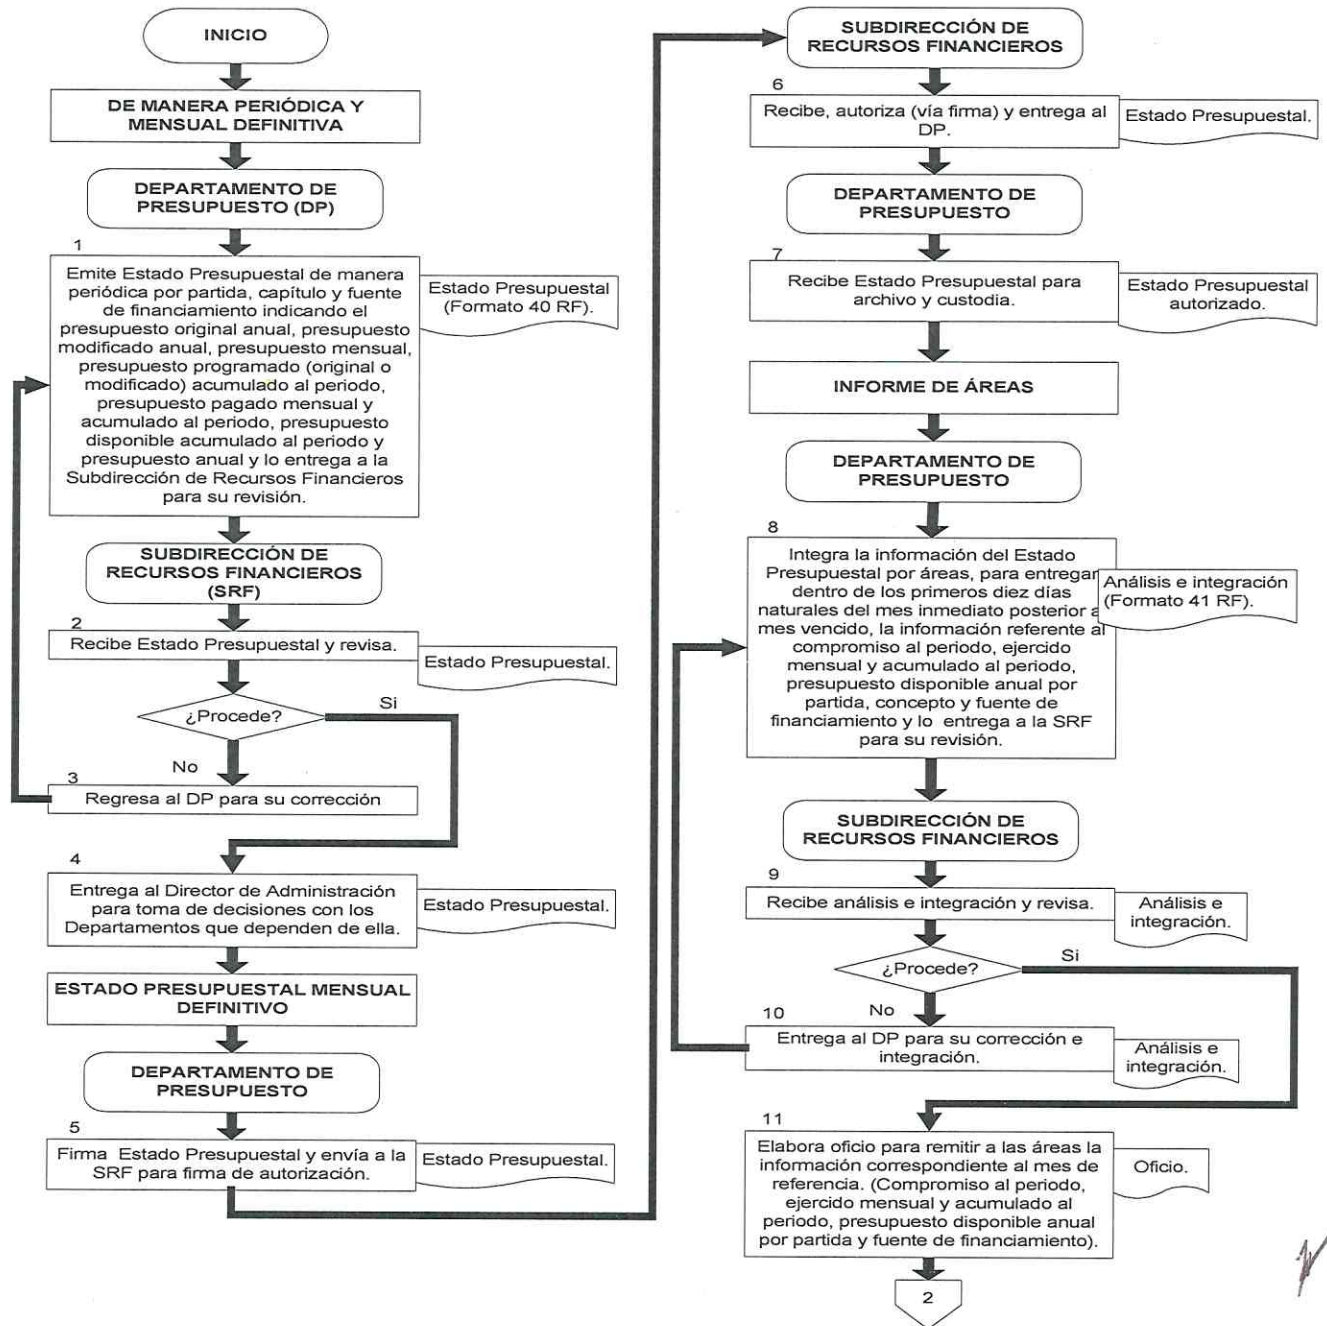 INICIO
DE MANERA PERIÓDICA Y
MENSUAL DEFINITIVA
DEPARTAMENTO DE
PRESUPUESTO (DP)
1
Emite Estado Presupuestal de manera
periódica por partida, capítulo y fuente
de financiamiento indicando el
presupuesto original anual, presupuesto
modificado anual, presupuesto mensual,
presupuesto programado (original o
modificado) acumulado al periodo,
presupuesto pagado mensual y
acumulado al periodo, presupuesto
disponible acumulado al periodo y
presupuesto anual y lo entrega a la
Subdirección de Recursos Financieros
para su revisión.
Estado Presupuestal
(Formato 40 RF).
SUBDIRECCIÓN DE
RECURSOS FINANCIEROS
(SRF)
2
Recibe Estado Presupuestal y revisa.
Estado Presupuestal.
¿Procede?
Si
No
3
Regresa al DP para su corrección
4
Entrega al Director de Administración
para toma de decisiones con los
Departamentos que dependen de ella.
Estado Presupuestal.
ESTADO PRESUPUESTAL MENSUAL
DEFINITIVO
DEPARTAMENTO DE
PRESUPUESTO
5
Firma Estado Presupuestal y envía a la
SRF para firma de autorización.
Estado Presupuestal.
SUBDIRECCIÓN DE
RECURSOS FINANCIEROS
6
Recibe, autoriza (vía firma) y entrega al
DP.
Estado Presupuestal.
DEPARTAMENTO DE
PRESUPUESTO
7
Recibe Estado Presupuestal para
archivo y custodia.
Estado Presupuestal
autorizado.
INFORME DE ÁREAS
DEPARTAMENTO DE
PRESUPUESTO
8
Integra la información del Estado
Presupuestal por áreas, para entregar
dentro de los primeros diez días
naturales del mes inmediato posterior a
mes vencido, la información referente al
compromiso al periodo, ejercido
mensual y acumulado al periodo,
presupuesto disponible anual por
partida, concepto y fuente de
financiamiento y lo entrega a la SRF
para su revisión.
Análisis e integración
(Formato 41 RF).
SUBDIRECCIÓN DE
RECURSOS FINANCIEROS
9
Recibe análisis e integración y revisa.
Análisis e
integración.
¿Procede?
Si
No
10
Entrega al DP para su corrección e
integración.
Análisis e
integración.
11
Elabora oficio para remitir a las áreas la
información correspondiente al mes de
referencia. (Compromiso al periodo,
ejercido mensual y acumulado al
periodo, presupuesto disponible anual
por partida y fuente de financiamiento).
Oficio.
2